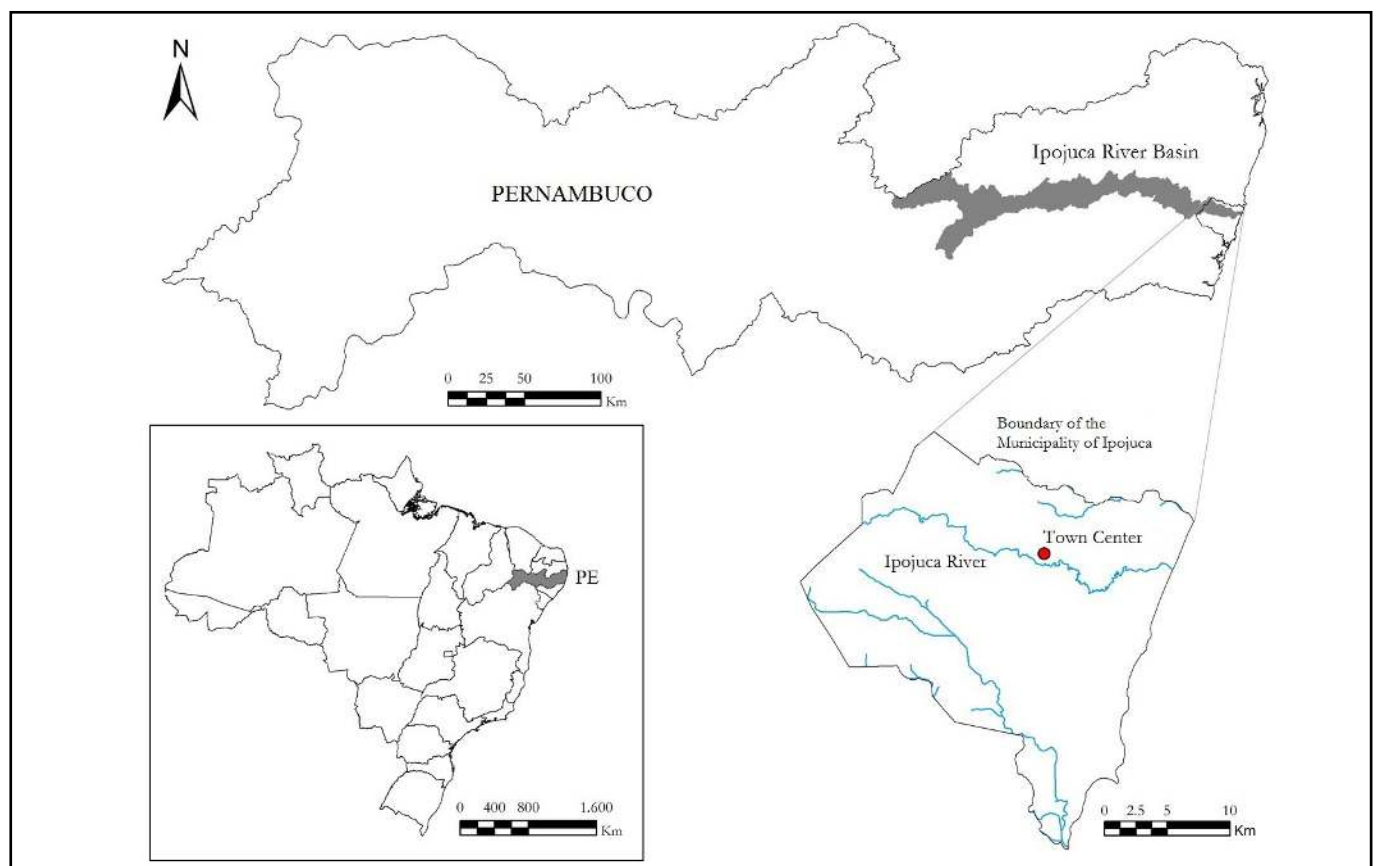 N
Ipojuca River Basin
PERNAMBUCO
0 25 50 100
Km
Boundary of the
Municipality of Ipojuca
Town Center
Ipojuca River
PE
0 400 800 1.600
Km
0 2.5 5 10
Km